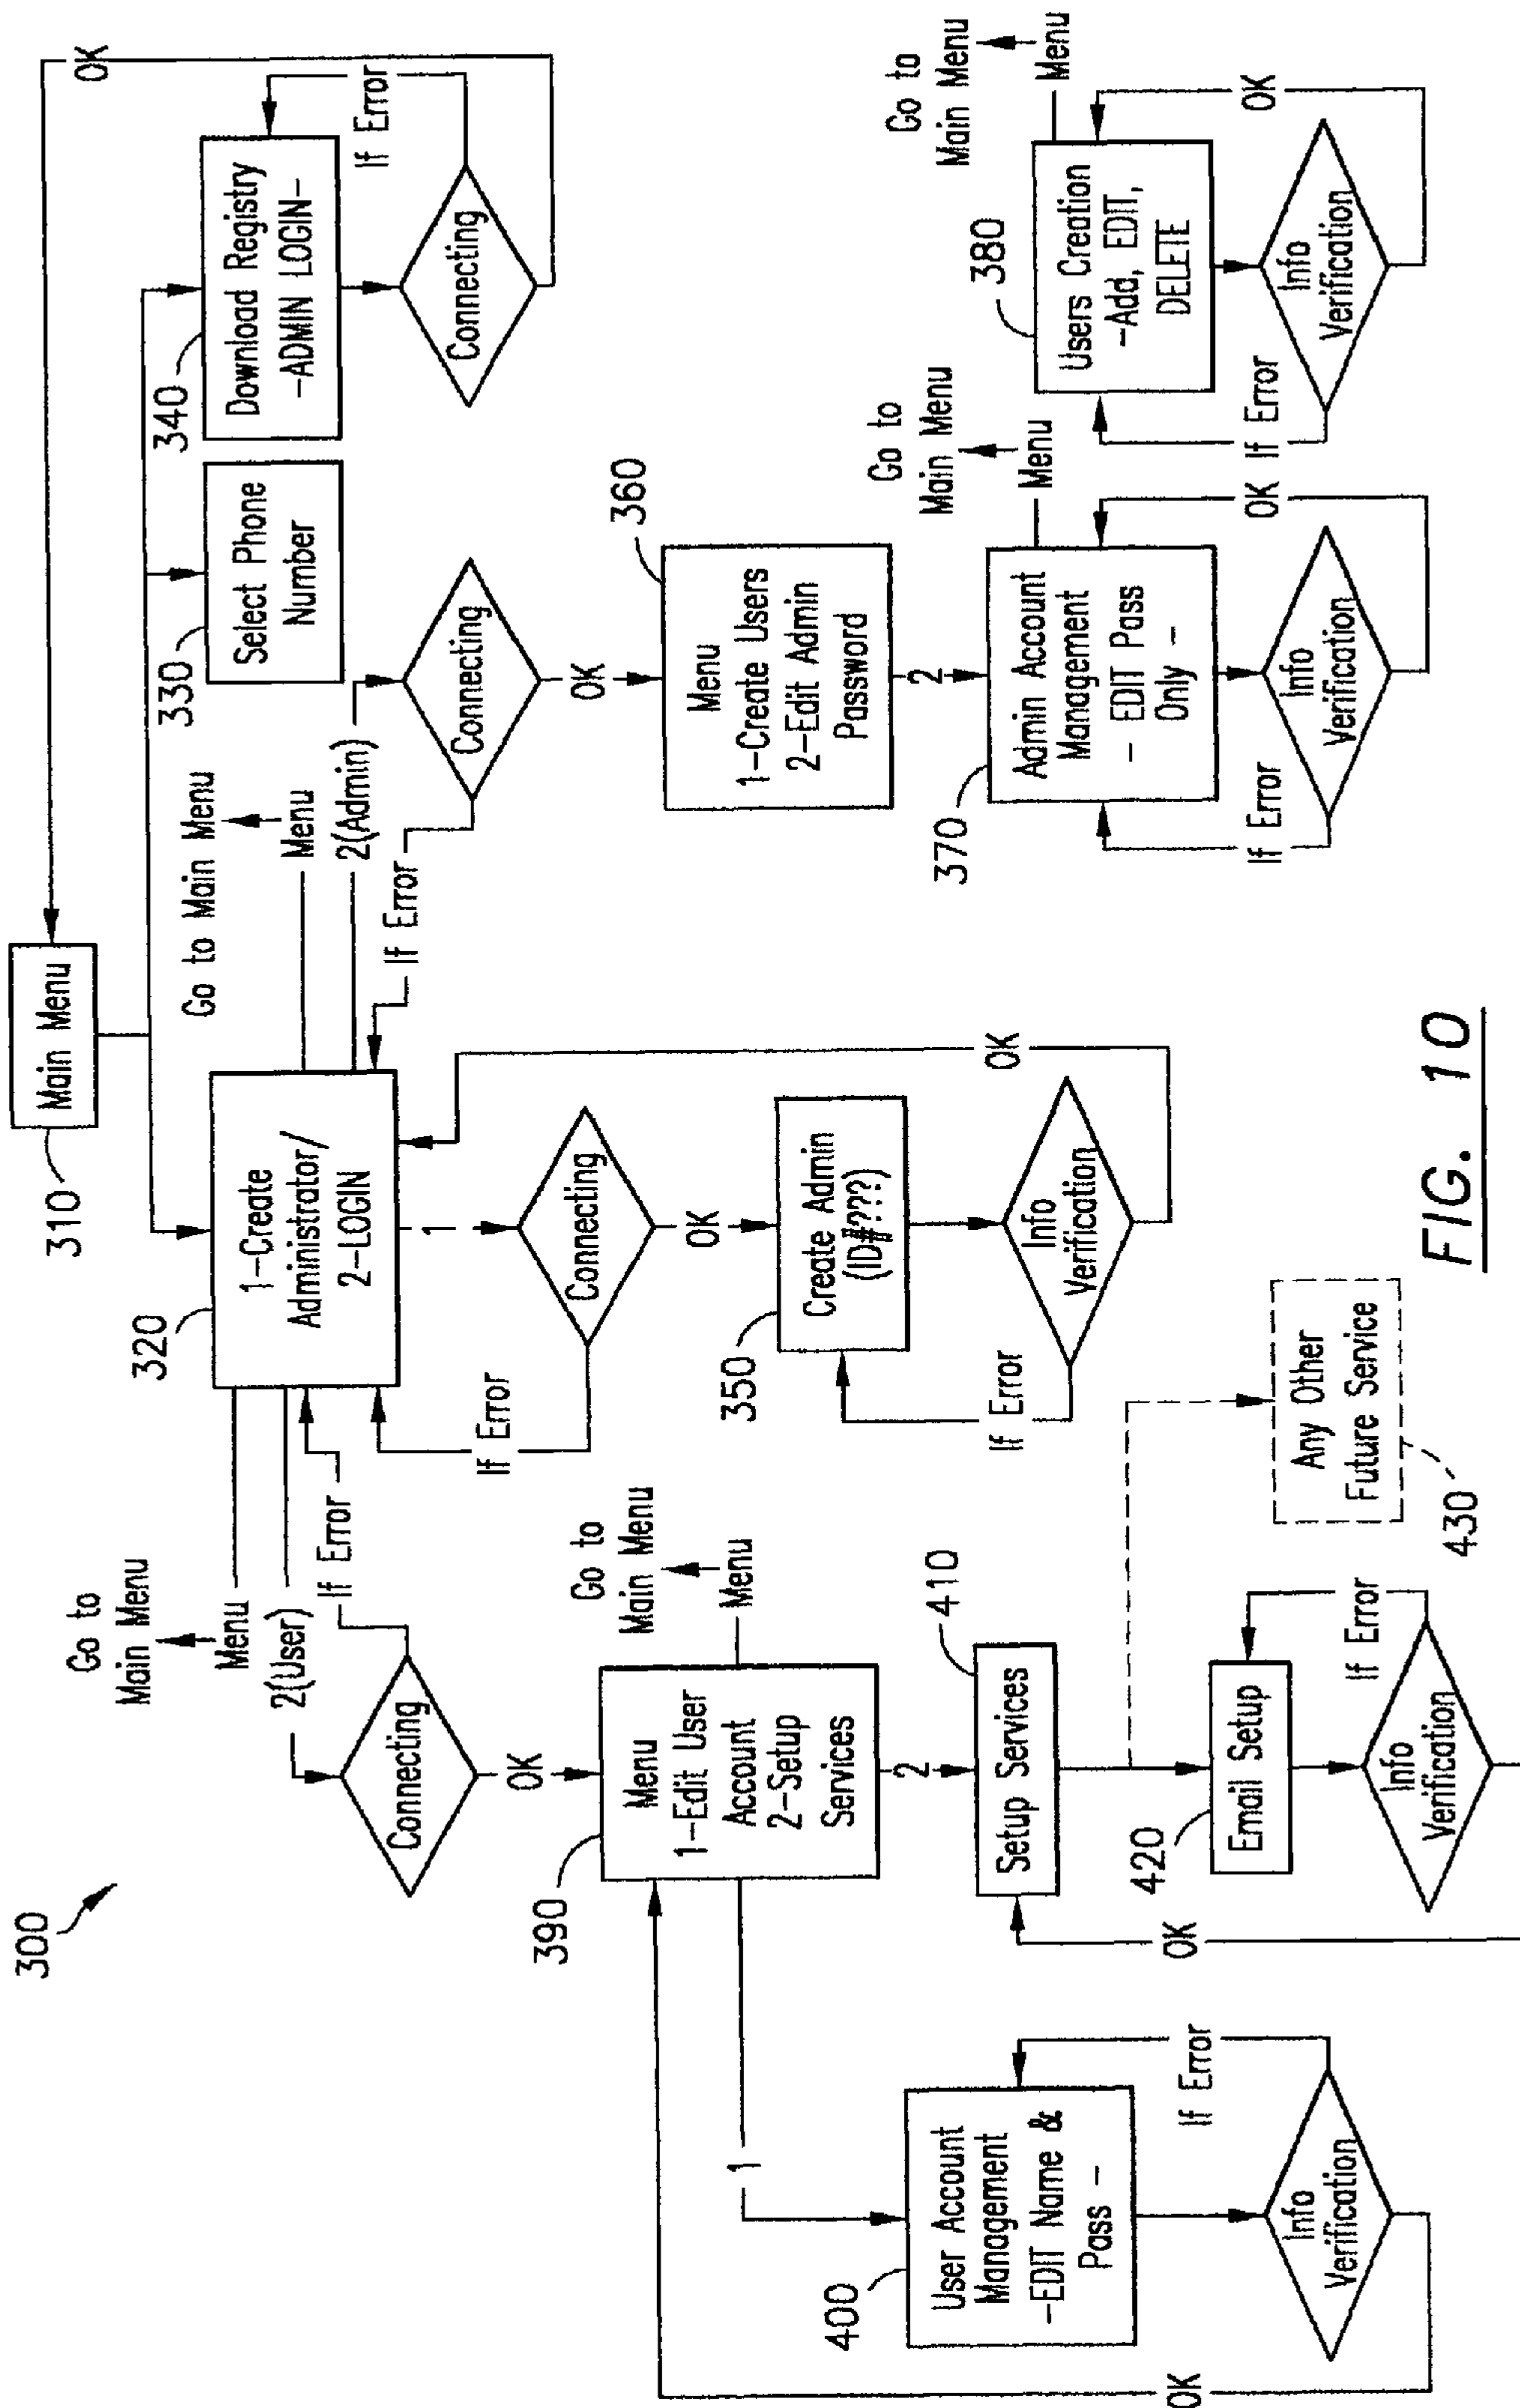 300
310
Main Menu
OK
Go to
Main Menu
Menu
2(User)
If Error
Connecting
OK
320
1-Create
Administrator/
2-LOGIN
Go to Main Menu
Menu
2(Admin)
If Error
Connecting
OK
330
Select Phone
Number
340
Download Registry
-ADMIN LOGIN-
If Error
Connecting
1
Connecting
If Error
OK
350
Create Admin
(ID#???)
Info
Verification
If Error
OK
360
Menu
1-Create Users
2-Edit Admin
Password
2
370
Admin Account
Management
- EDIT Pass
Only -
Menu
Go to
Main Menu
Info
Verification
If Error
OK
380
Users Creation
-Add, EDIT,
DELETE
Menu
Go to
Main Menu
Info
Verification
If Error
OK
390
Menu
1-Edit User
Account
2-Setup
Services
Menu
Go to
Main Menu
1
2
400
User Account
Management
-EDIT Name &
Pass -
If Error
Info
Verification
OK
410
Setup Services
420
Email Setup
If Error
Info
Verification
OK
Any Other
Future Service
430
FIG. 10